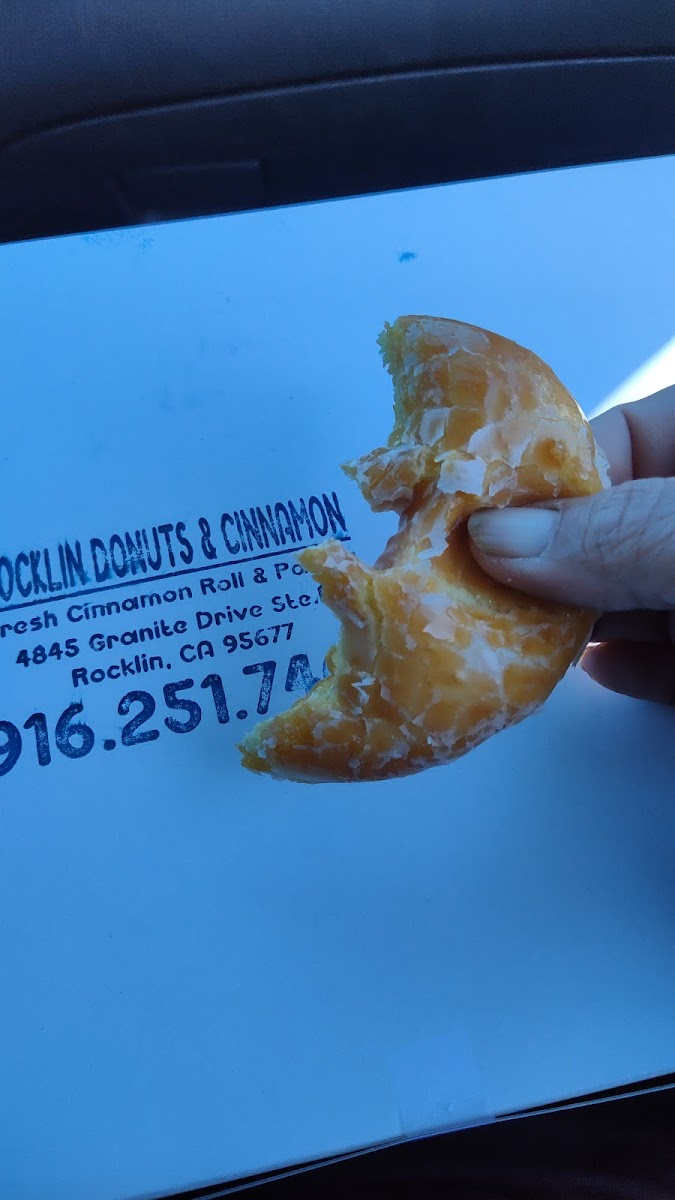 OCKLIN DONUTS & CINNAMON
resh Cinnamon Roll & Po
4845 Granite Drive Ste.
Rocklin, CA 95677
916.251.74